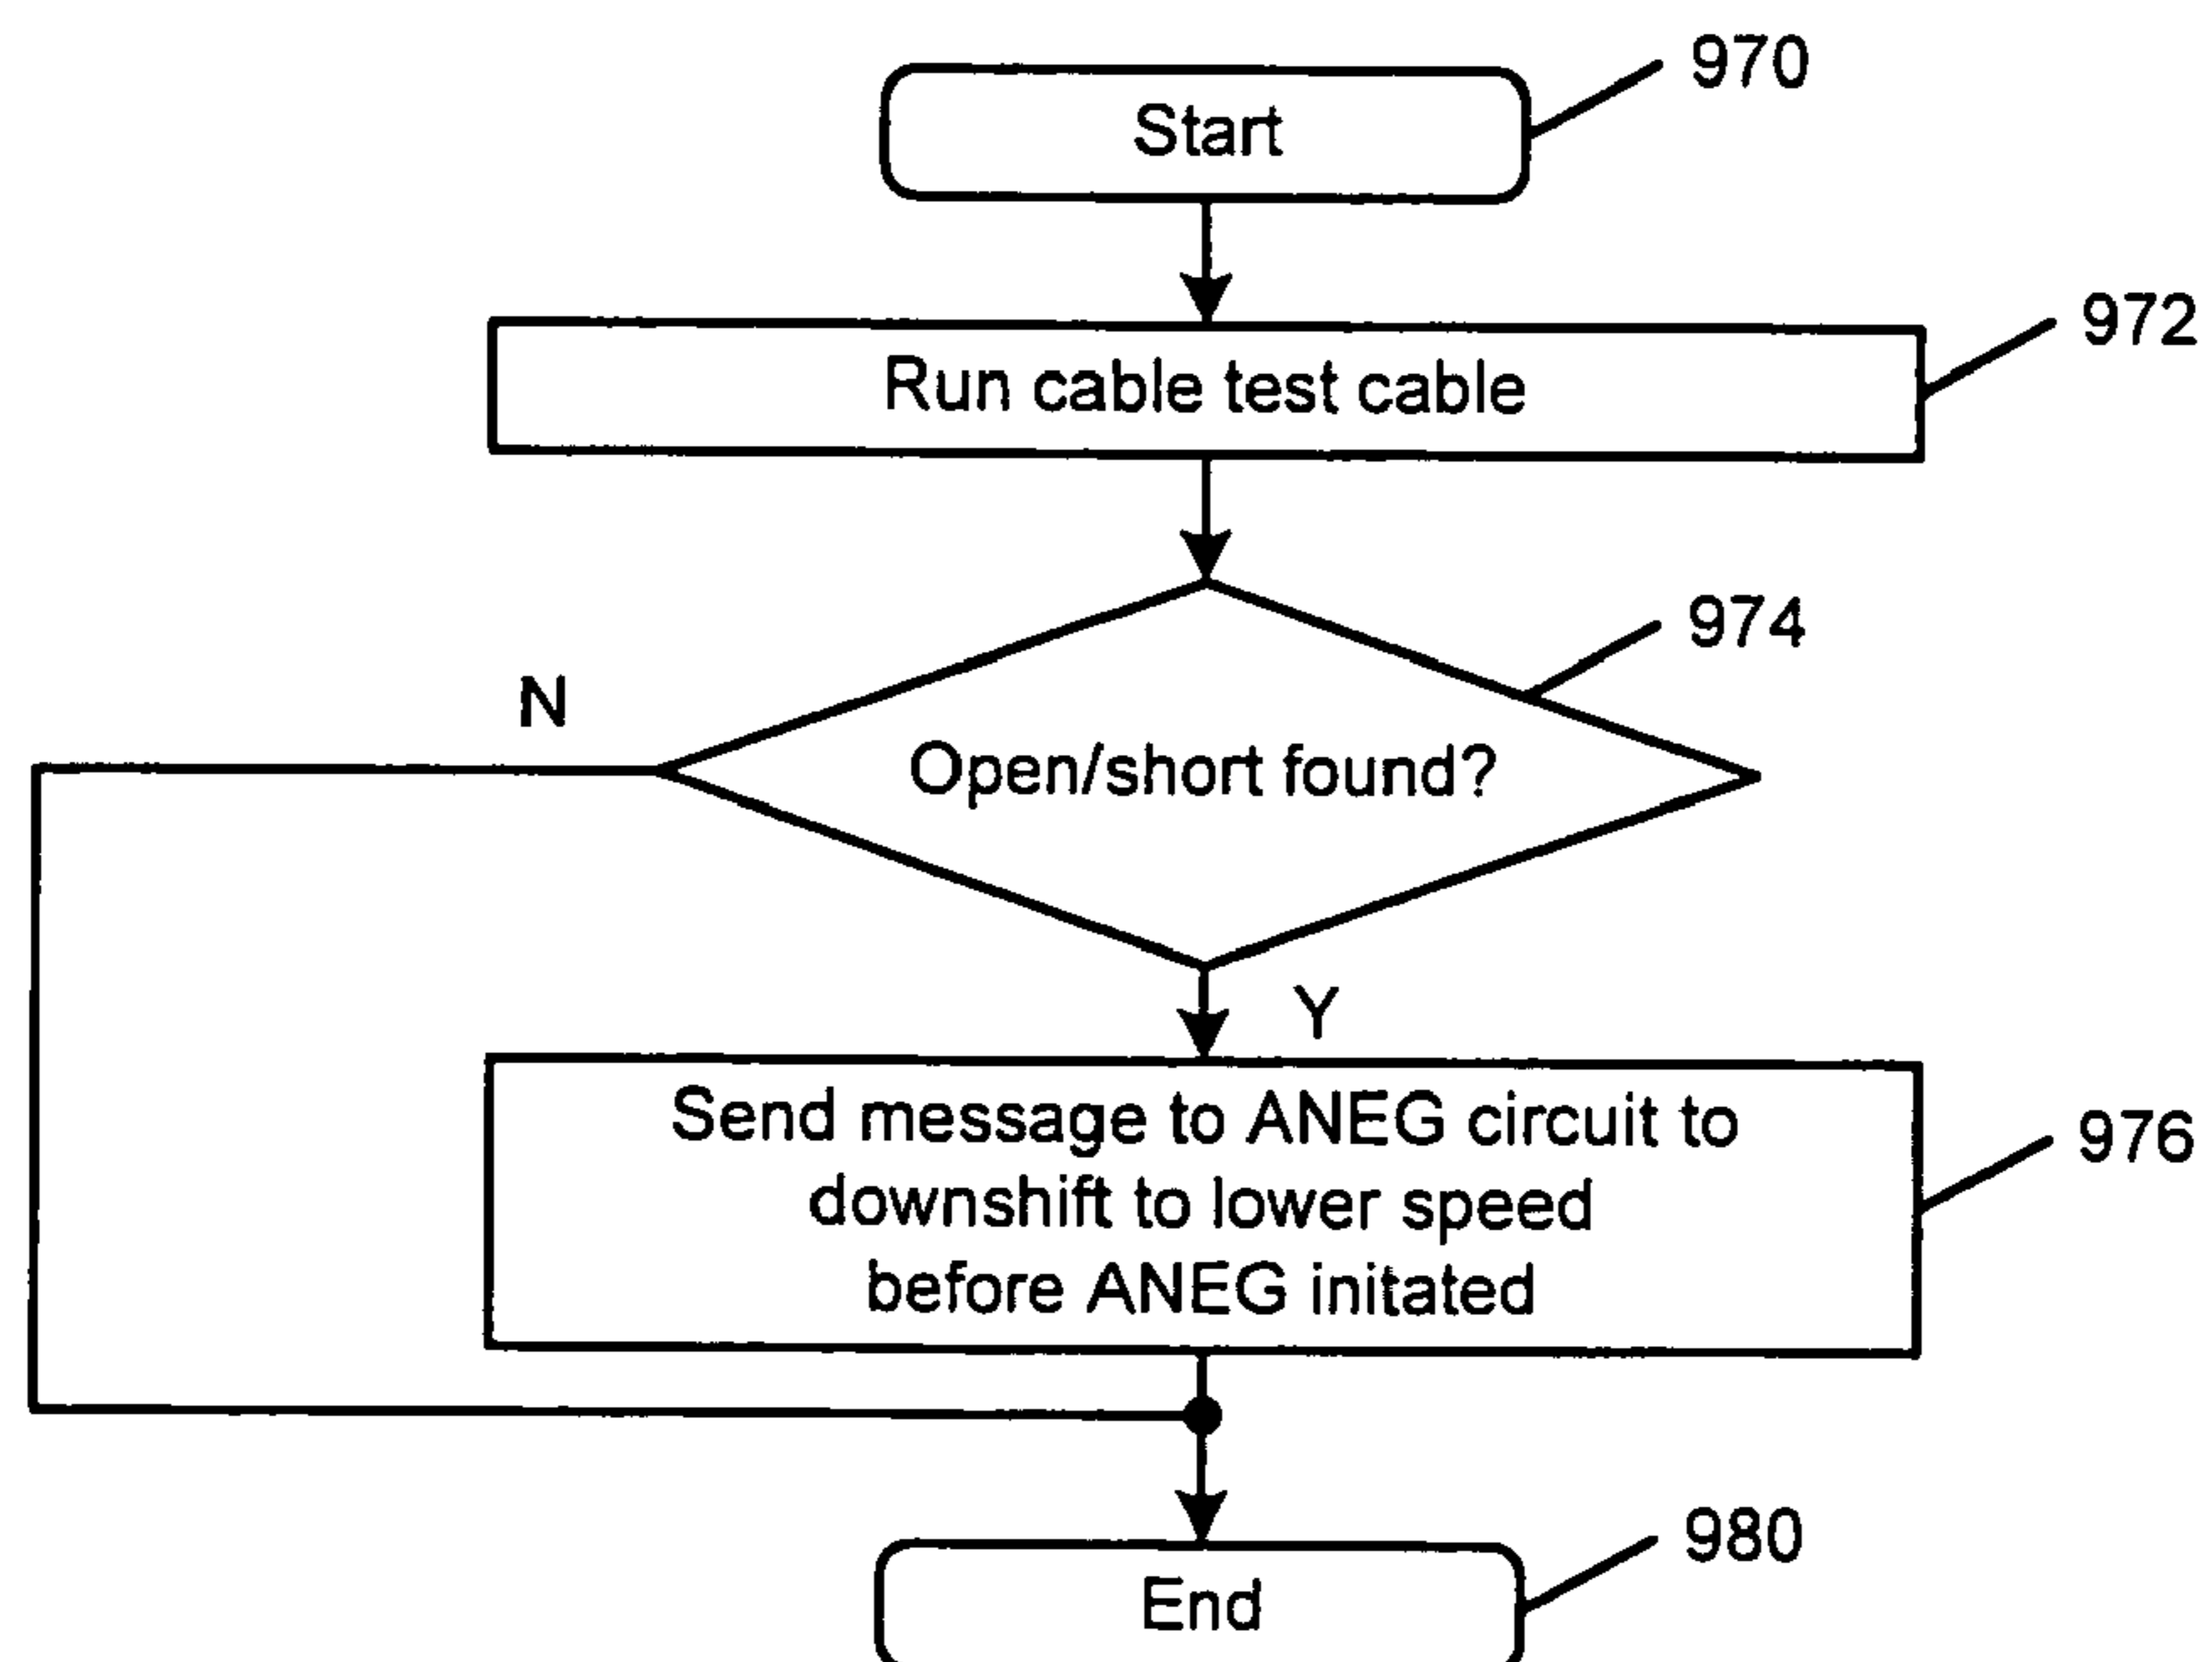 970
Start
972
Run cable test cable
974
N
Open/short found?
Y
Send message to ANEG circuit to
downshift to lower speed
before ANEG initated
976
980
End